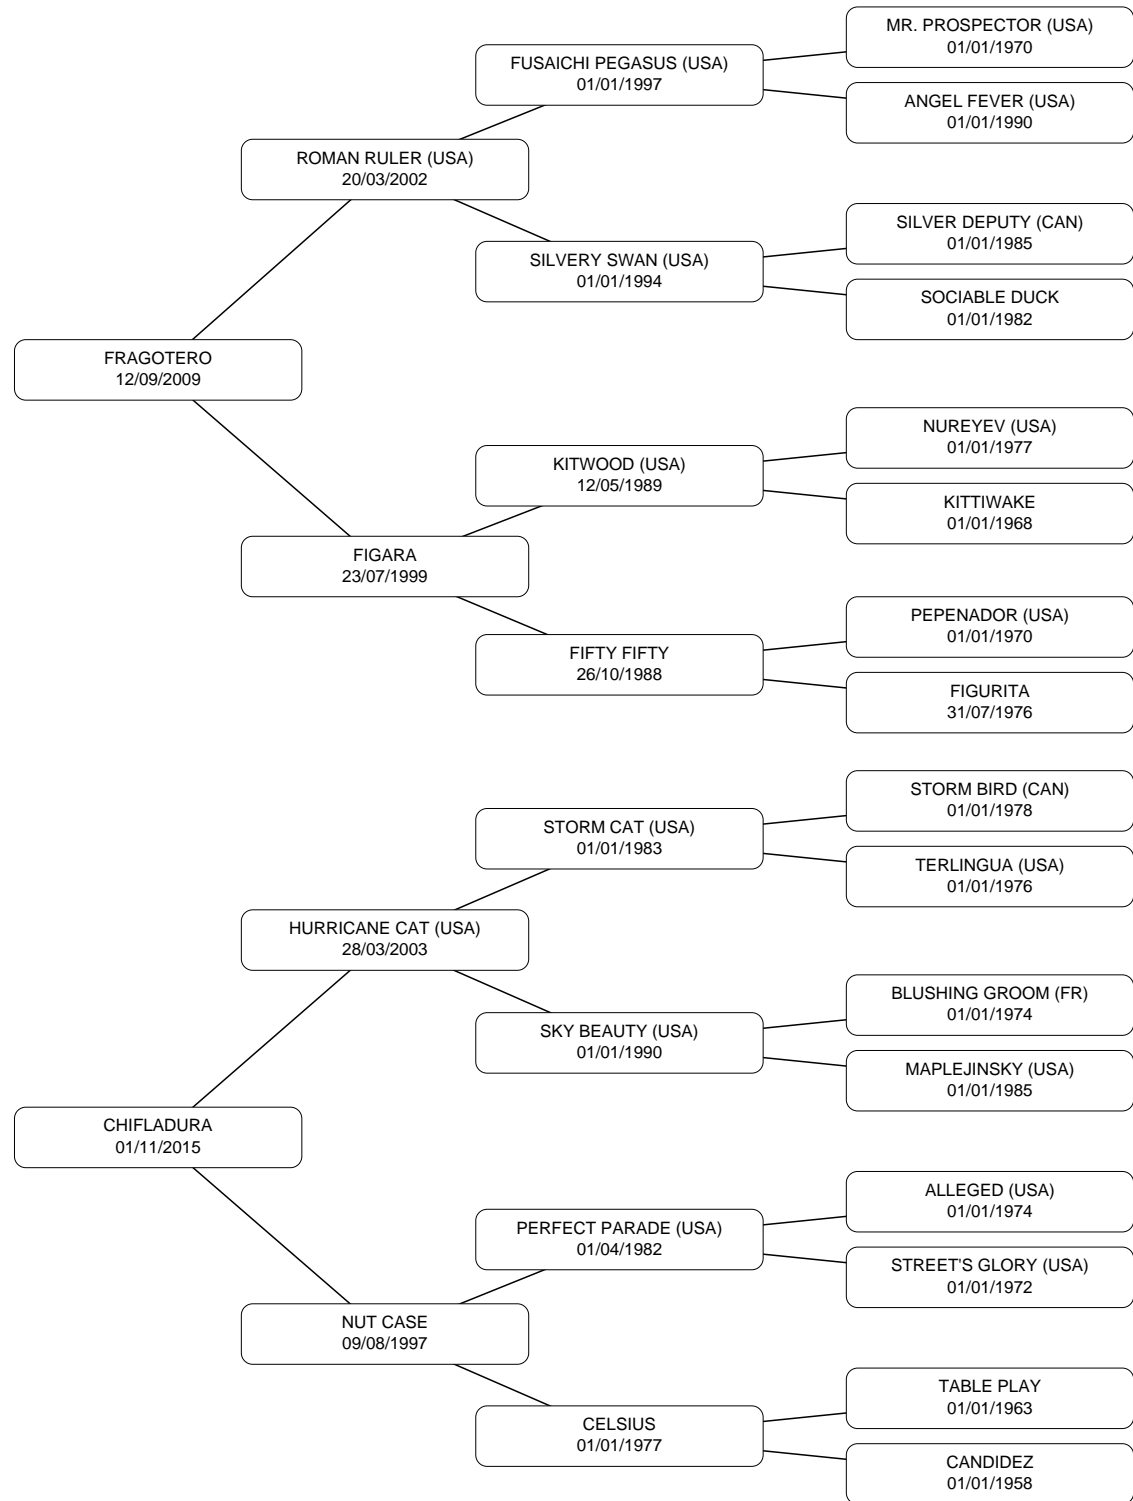 MR. PROSPECTOR (USA)
01/01/1970
FUSAICHI PEGASUS (USA)
01/01/1997
ANGEL FEVER (USA)
01/01/1990
ROMAN RULER (USA)
20/03/2002
SILVER DEPUTY (CAN)
01/01/1985
SILVERY SWAN (USA)
01/01/1994
SOCIABLE DUCK
01/01/1982
FRAGOTERO
12/09/2009
NUREYEV (USA)
01/01/1977
KITWOOD (USA)
12/05/1989
KITTIWAKE
01/01/1968
FIGARA
23/07/1999
PEPENADOR (USA)
01/01/1970
FIFTY FIFTY
26/10/1988
FIGURITA
31/07/1976
STORM BIRD (CAN)
01/01/1978
STORM CAT (USA)
01/01/1983
TERLINGUA (USA)
01/01/1976
HURRICANE CAT (USA)
28/03/2003
BLUSHING GROOM (FR)
01/01/1974
SKY BEAUTY (USA)
01/01/1990
MAPLEJINSKY (USA)
01/01/1985
CHIFLADURA
01/11/2015
ALLEGED (USA)
01/01/1974
PERFECT PARADE (USA)
01/04/1982
STREET'S GLORY (USA)
01/01/1972
NUT CASE
09/08/1997
TABLE PLAY
01/01/1963
CELSIUS
01/01/1977
CANDIDEZ
01/01/1958